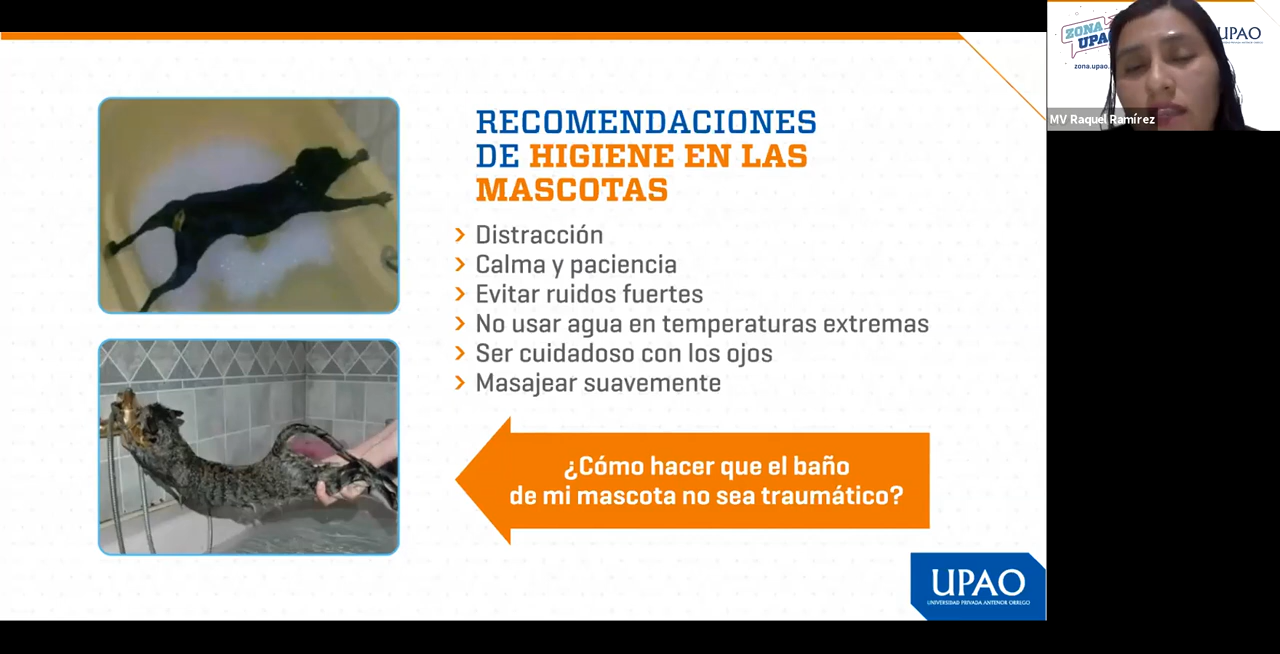 RECOMENDACIONES
DE HIGIENE EN LAS
MASCOTAS
Distracción
Calma y paciencia
Evitar ruidos fuertes
No usar agua en temperaturas extremas
Ser cuidadoso con los ojos
Masajear suavemente
¿Cómo hacer que el baño
de mi mascota no sea traumático?
UPAO
UNIVERSIDAD PRIVADA ANTENOR ORREGO
ZONA
UPAO
zona.upao.
UPAO
MV Raquel Ramírez